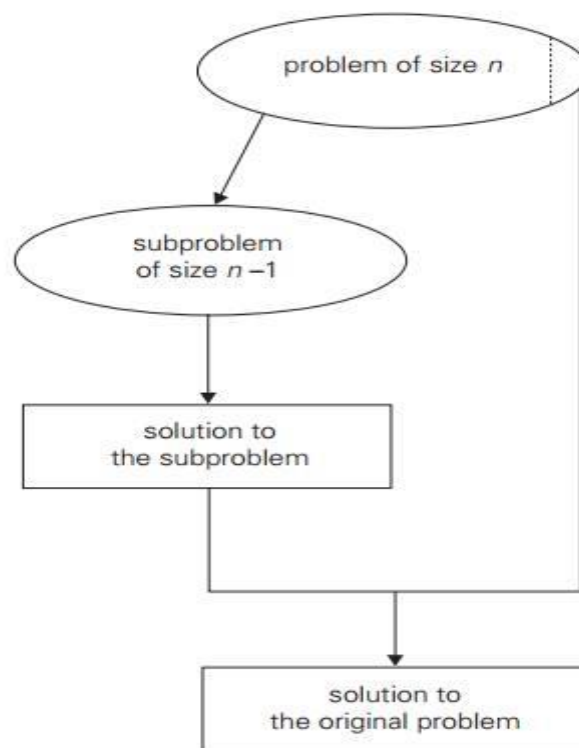 problem of size n
subproblem
of size n –1
solution to
the subproblem
solution to
the original problem